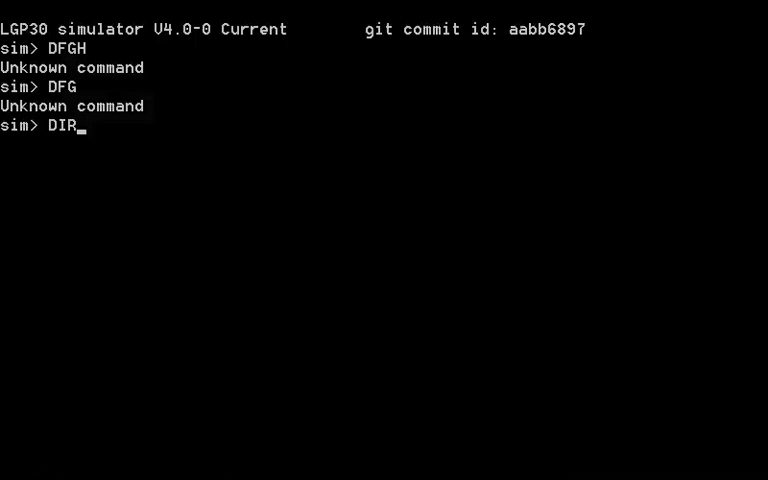 LGP30 simulator V4.0-0 Current        git commit id: aabb6897
sim> DFGH
Unknown command
sim> DFG
Unknown command
sim> DIR_